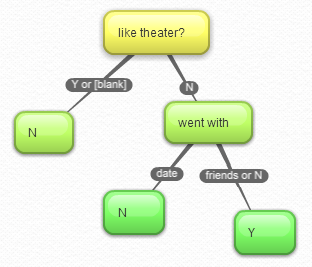 like theater?
Y or [blank]
N
N
went with
date
friends or N
N
Y